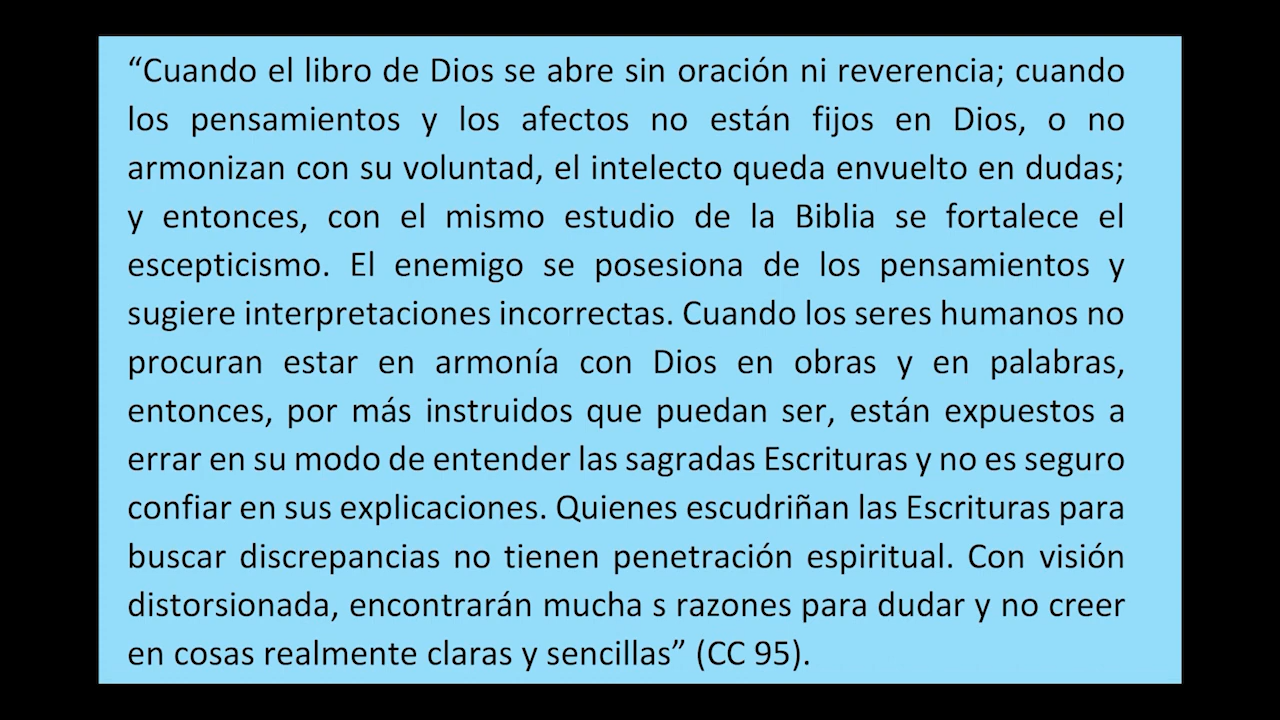 “Cuando el libro de Dios se abre sin oración ni reverencia; cuando
los pensamientos y los afectos no están fijos en Dios, o no
armonizan con su voluntad, el intelecto queda envuelto en dudas;
y entonces, con el mismo estudio de la Biblia se fortalece el
escepticismo. El enemigo se posesiona de los pensamientos y
sugiere interpretaciones incorrectas. Cuando los seres humanos no
procuran estar en armonía con Dios en obras y en palabras,
entonces, por más instruidos que puedan ser, están expuestos a
errar en su modo de entender las sagradas Escrituras y no es seguro
confiar en sus explicaciones. Quienes escudriñan las Escrituras para
buscar discrepancias no tienen penetración espiritual. Con visión
distorsionada, encontrarán mucha s razones para dudar y no creer
en cosas realmente claras y sencillas” (CC 95).